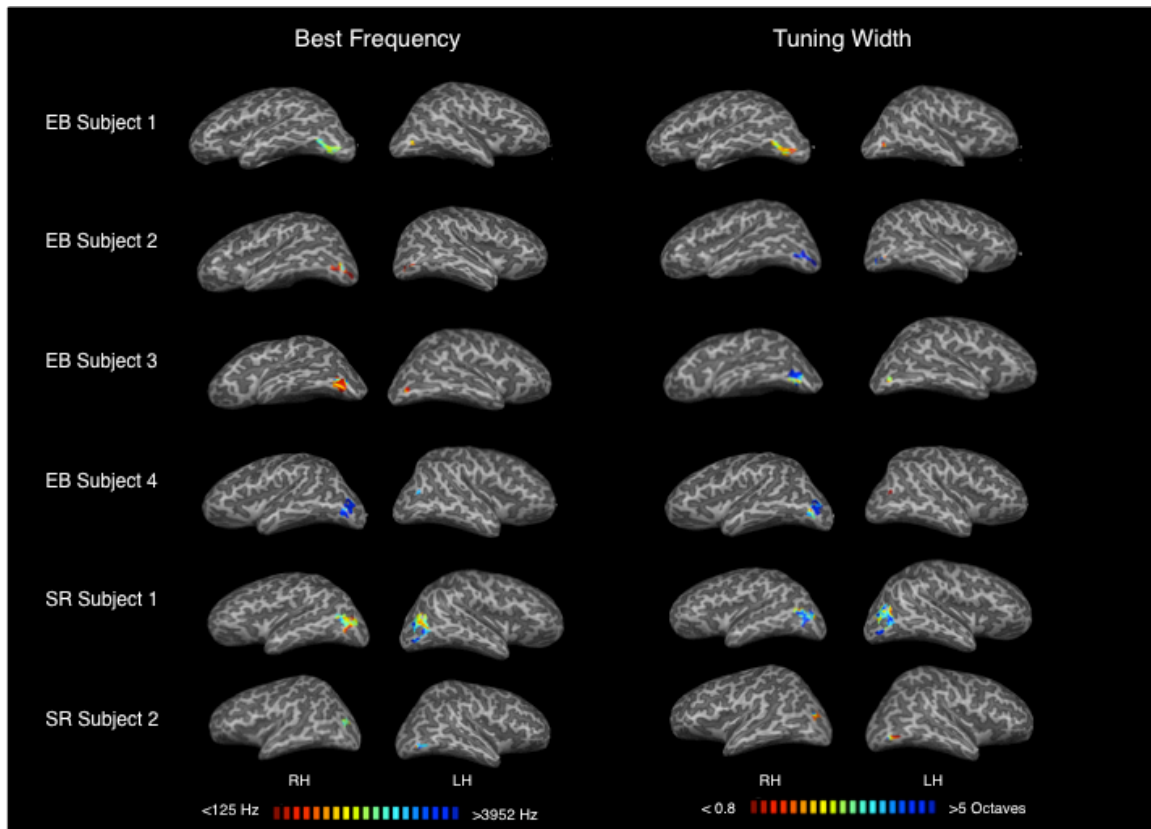 Best Frequency
Tuning Width
EB Subject 1
EB Subject 2
EB Subject 3
EB Subject 4
SR Subject 1
SR Subject 2
RH
LH
RH
LH
<125 Hz
>3952 Hz
< 0.8
>5 Octaves